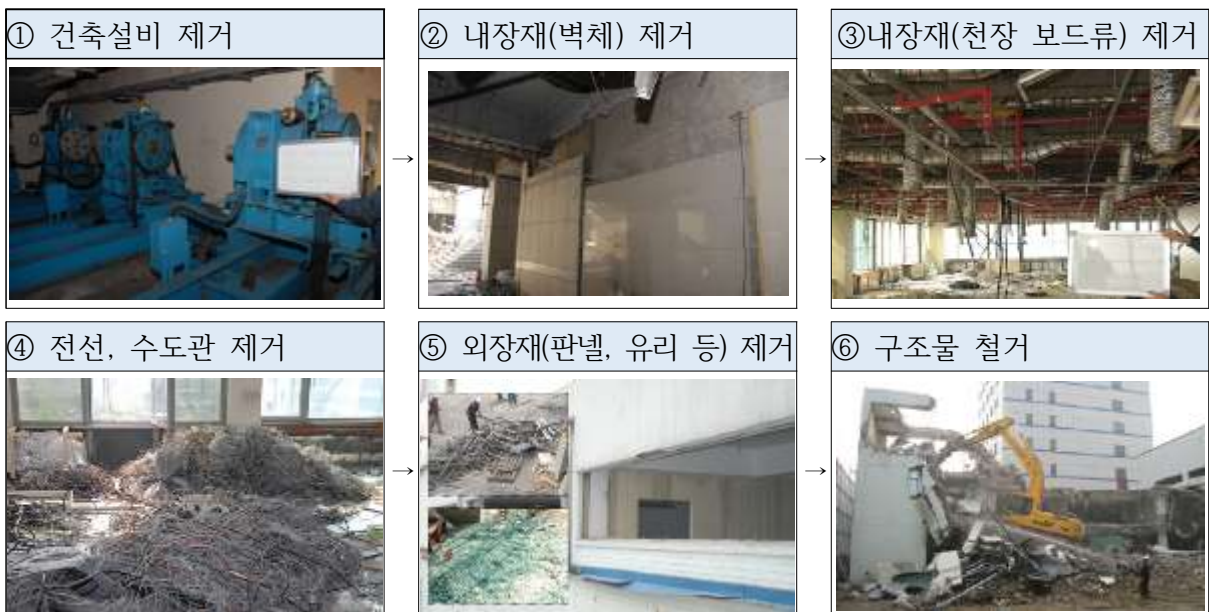 ① 건축설비 제거
② 내장재(벽체) 제거
③내장재(천장 보드류) 제거
→
→
④ 전선, 수도관 제거
⑤ 외장재(판넬, 유리 등) 제거
⑥ 구조물 철거
→
→